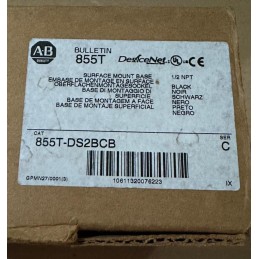 A-B
BULLETIN
855T
DeviceNet
UL
CE
SURFACE MOUNT BASE
EMBASE DE MONTAGE EN SURFACE
OBERFLÄCHENMONTAGESOCKEL
BASE DI MONTAGGIO DI
SUPERFICIE
BASE DE MONTAGEM A FACE
BASE DE MONTAJE SUPERFICIAL
1/2 NPT
BLACK
NOIR
SCHWARZ
NERO
PRETO
NEGRO
CAT
855T-DS2BCB
SER
C
10611320076223
IX